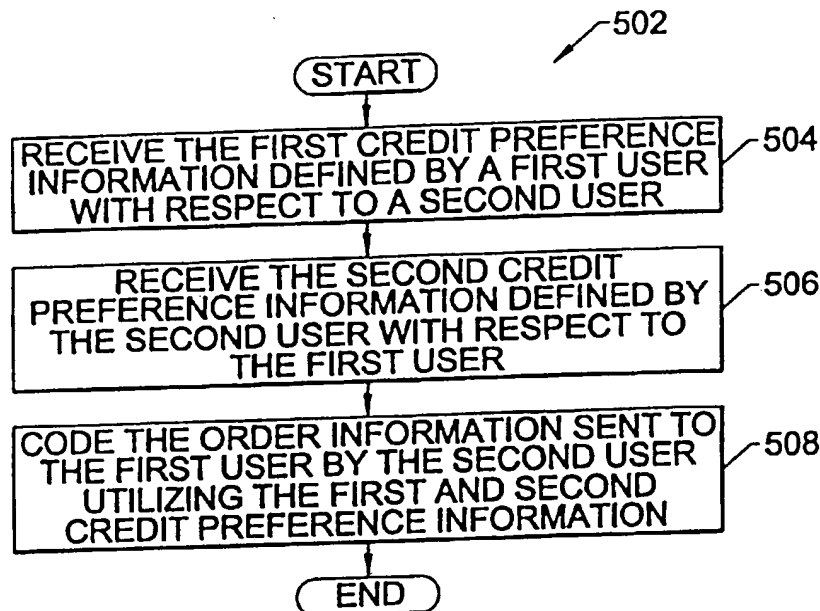 502
START
RECEIVE THE FIRST CREDIT PREFERENCE
INFORMATION DEFINED BY A FIRST USER
WITH RESPECT TO A SECOND USER
504
RECEIVE THE SECOND CREDIT
PREFERENCE INFORMATION DEFINED BY
THE SECOND USER WITH RESPECT TO
THE FIRST USER
506
CODE THE ORDER INFORMATION SENT TO
THE FIRST USER BY THE SECOND USER
UTILIZING THE FIRST AND SECOND
CREDIT PREFERENCE INFORMATION
508
END